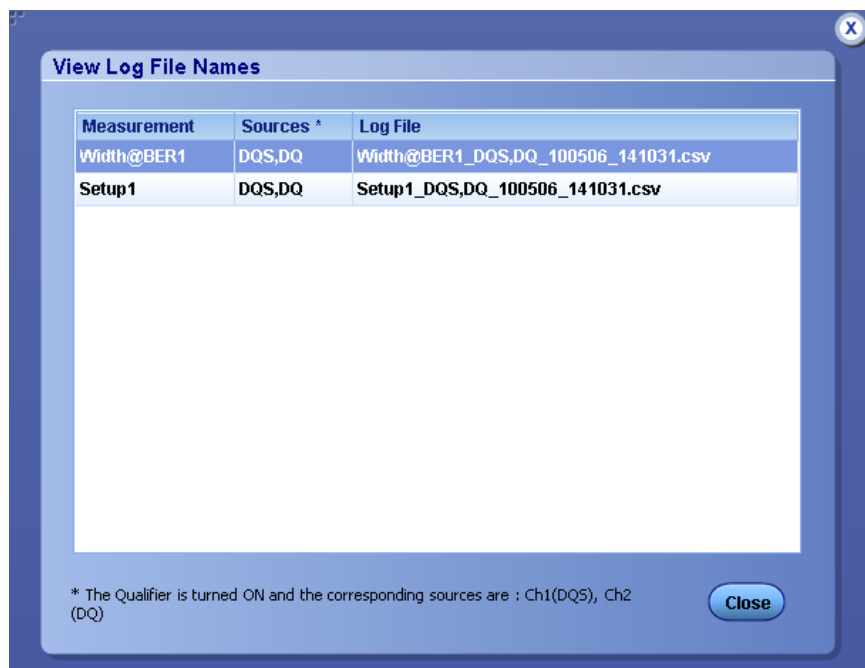 X
View Log File Names
Measurement Sources * Log File
Width@BER1 DQS,DQ Width@BER1_DQS,DQ_100506_141031.csv
Setup1 DQS,DQ Setup1_DQS,DQ_100506_141031.csv
* The Qualifier is turned ON and the corresponding sources are : Ch1(DQS), Ch2
(DQ)
Close